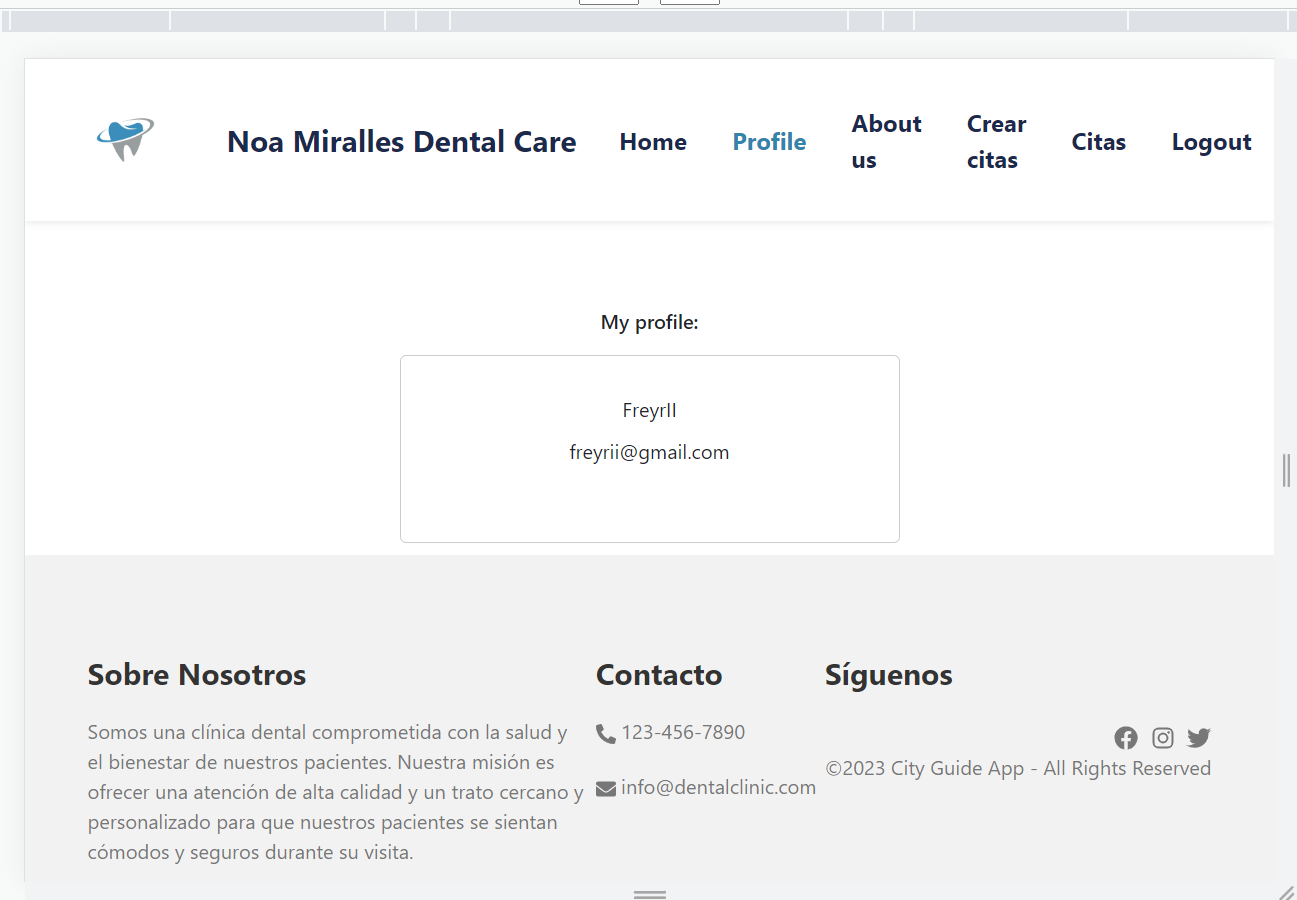 Noa Miralles Dental Care
Home
Profile
About
us
Crear
citas
Citas
Logout
My profile:
FreyrII
freyrii@gmail.com
Sobre Nosotros
Somos una clínica dental comprometida con la salud y
el bienestar de nuestros pacientes. Nuestra misión es
ofrecer una atención de alta calidad y un trato cercano y
personalizado para que nuestros pacientes se sientan
cómodos y seguros durante su visita.
Contacto
123-456-7890
info@dentalclinic.com
Síguenos
©2023 City Guide App - All Rights Reserved